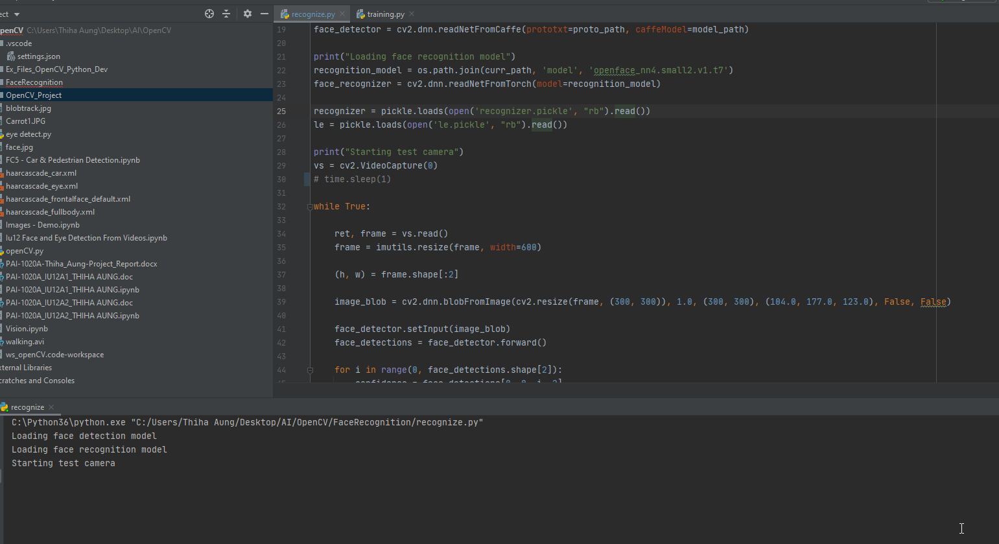 ect
recognize.py
training.py
penCV C:\Users\Thiha Aung\Desktop\AI\OpenCV
.vscode
settings.json
Ex_Files_OpenCV_Python_Dev
FaceRecognition
OpenCV_Project
blobtrack.jpg
Carrot1.JPG
eye detect.py
face.jpg
FC5 - Car & Pedestrian Detection.ipynb
haarcascade_car.xml
haarcascade_eye.xml
haarcascade_frontalface_default.xml
haarcascade_fullbody.xml
Images - Demo.ipynb
Iu12 Face and Eye Detection From Videos.ipynb
openCV.py
PAI-1020A-Thiha_Aung-Project_Report.docx
PAI-1020A_IU12A1_THIHA AUNG.doc
PAI-1020A_IU12A1_THIHA AUNG.ipynb
PAI-1020A_IU12A2_THIHA AUNG.doc
PAI-1020A_IU12A2_THIHA AUNG.ipynb
Vision.ipynb
walking.avi
ws_openCV.code-workspace
xternal Libraries
cratches and Consoles
19 face_detector = cv2.dnn.readNetFromCaffe(prototxt=proto_path, caffeModel=model_path)
20
21 print("Loading face recognition model")
22 recognition_model = os.path.join(curr_path, 'model', 'openface_nn4.small2.v1.t7')
23 face_recognizer = cv2.dnn.readNetFromTorch(model=recognition_model)
24
25 recognizer = pickle.loads(open('recognizer.pickle', "rb").read())
26 le = pickle.loads(open('le.pickle', "rb").read())
27
28 print("Starting test camera")
29 vs = cv2.VideoCapture(0)
30 # time.sleep(1)
31
32 while True:
33
34 ret, frame = vs.read()
35 frame = imutils.resize(frame, width=600)
36
37 (h, w) = frame.shape[:2]
38
39 image_blob = cv2.dnn.blobFromImage(cv2.resize(frame, (300, 300)), 1.0, (300, 300), (104.0, 177.0, 123.0), False, False)
40
41 face_detector.setInput(image_blob)
42 face_detections = face_detector.forward()
43
44 for i in range(0, face_detections.shape[2]):
45 confidence = face_detections[0, 0, i, 2]
recognize
C:\Python36\python.exe "C:/Users/Thiha Aung/Desktop/AI/OpenCV/FaceRecognition/recognize.py"
Loading face detection model
Loading face recognition model
Starting test camera